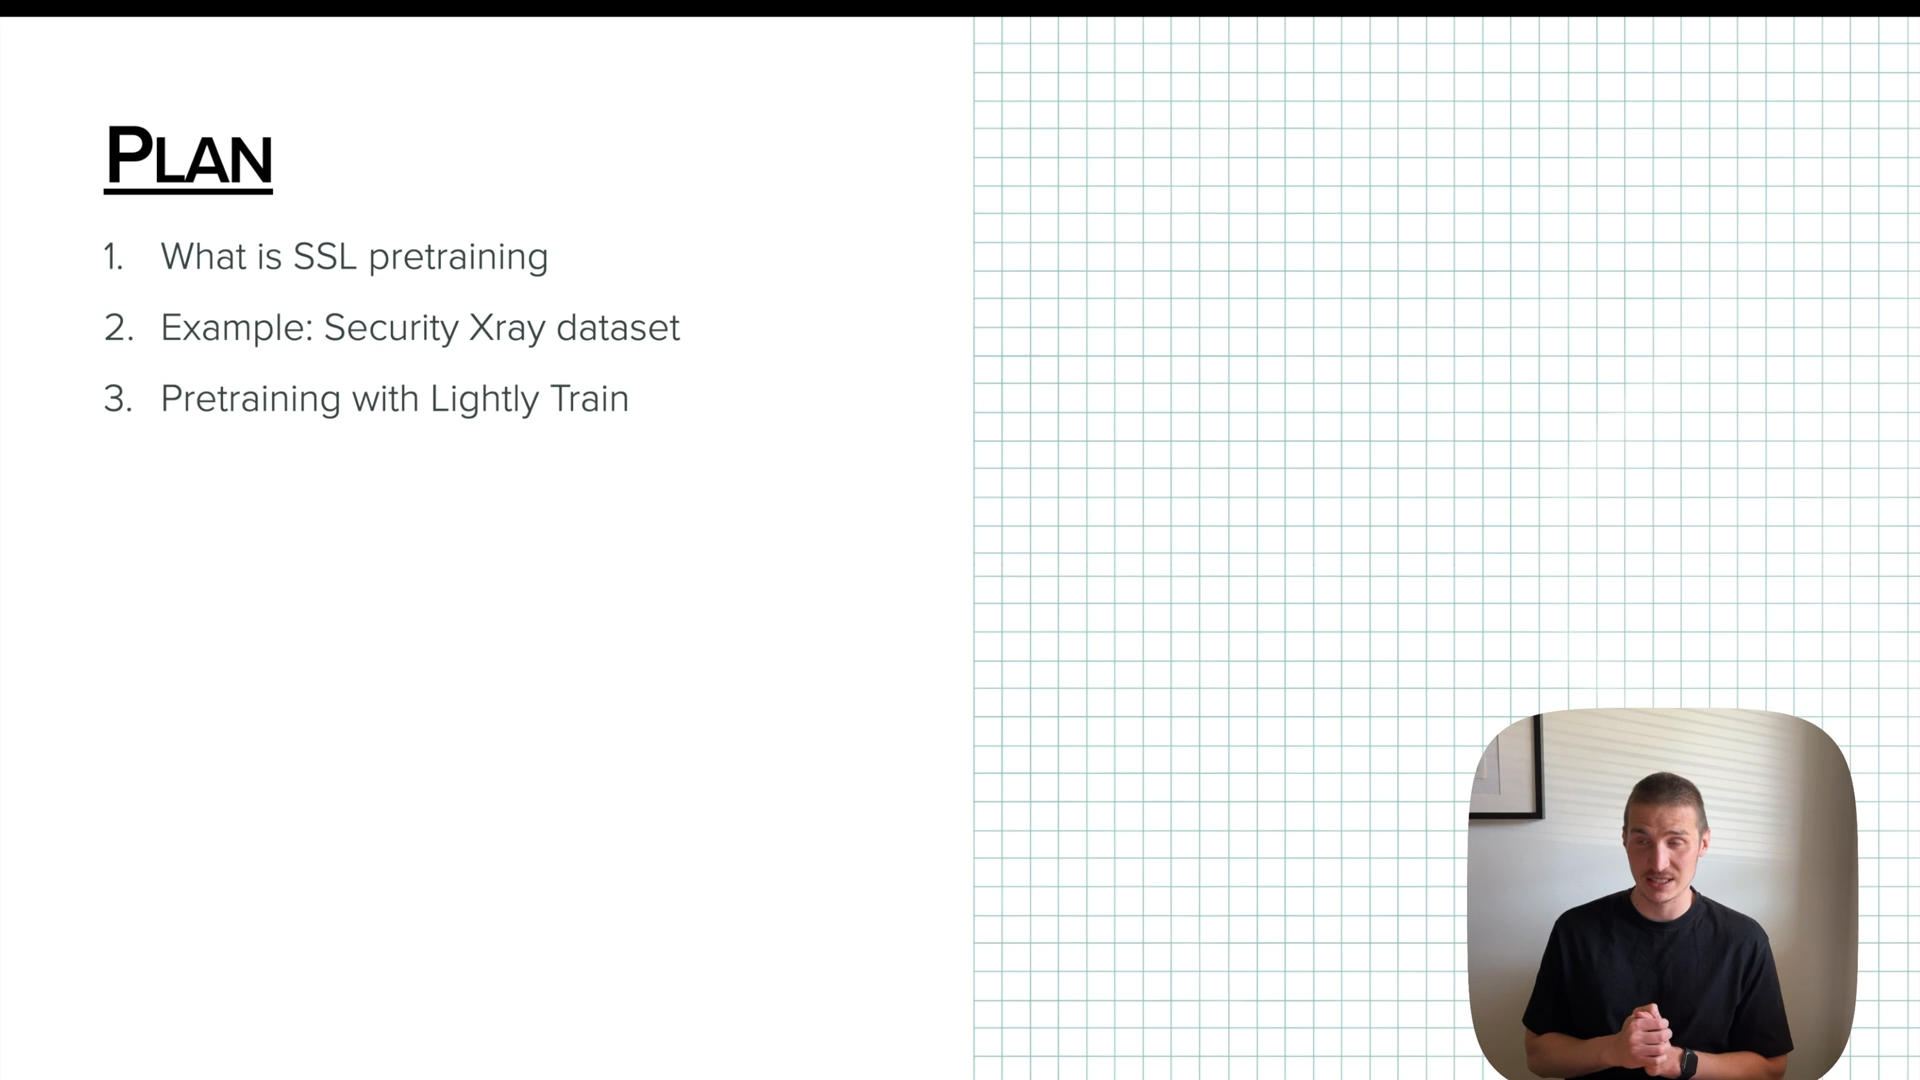 PLAN
1. What is SSL pretraining
2. Example: Security Xray dataset
3. Pretraining with Lightly Train